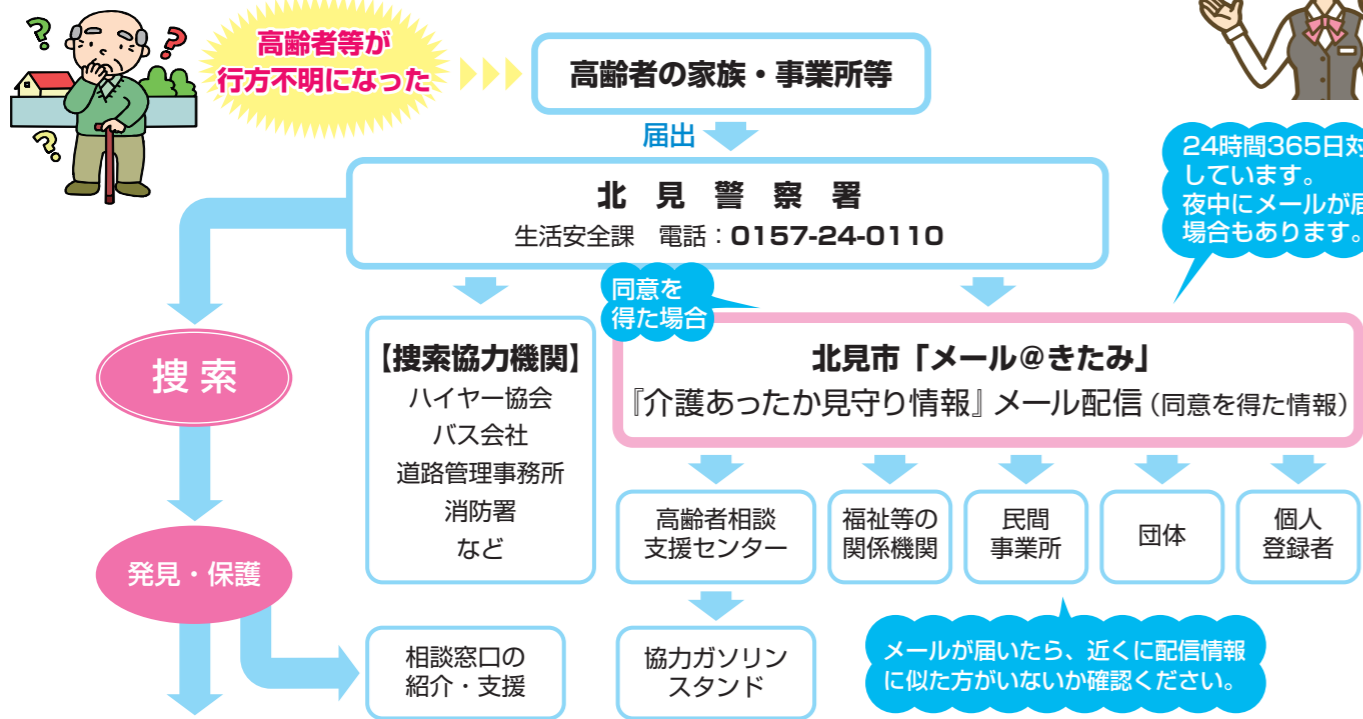 高齢者等が
行方不明になった
高齢者の家族・事業所等
届出
北見警察署
生活安全課 電話：0157-24-0110
24時間365日対
しています。
夜中にメールが届
場合もあります。
同意を
得た場合
捜索
【捜索協力機関】
ハイヤー協会
バス会社
道路管理事務所
消防署
など
北見市「メール@きたみ」
『介護あったか見守り情報』メール配信（同意を得た情報）
高齢者相談
支援センター
福祉等の
関係機関
民間
事業所
団体
個人
登録者
発見・保護
相談窓口の
紹介・支援
協力ガソリン
スタンド
メールが届いたら、近くに配信情報
に似た方がいないか確認ください。